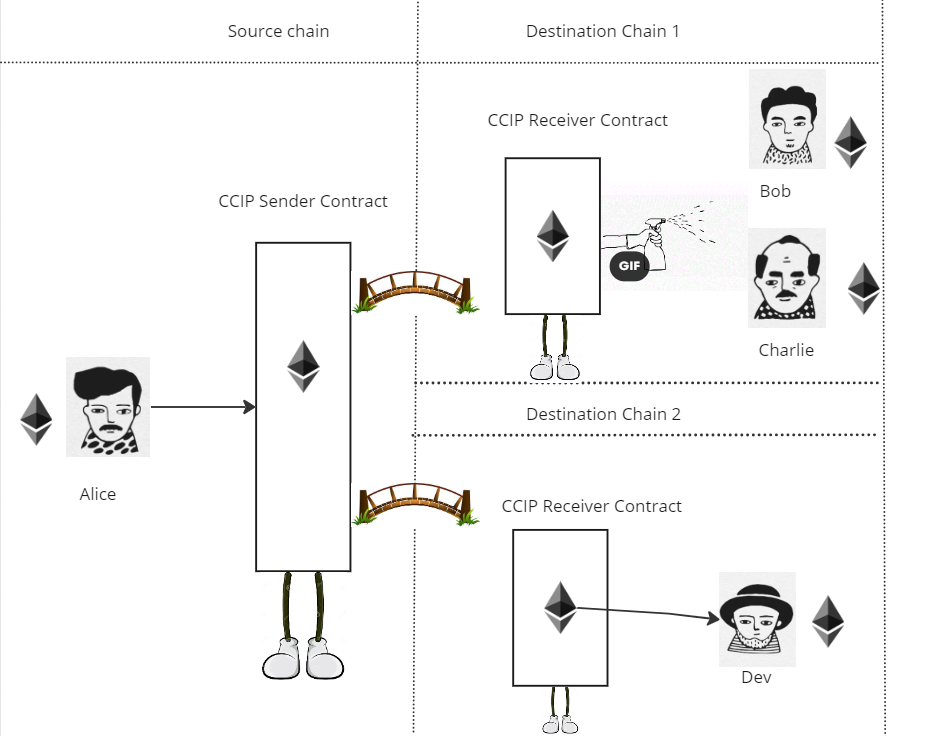 Source chain
Destination Chain 1
CCIP Receiver Contract
Bob
CCIP Sender Contract
GIF
Charlie
Destination Chain 2
Alice
CCIP Receiver Contract
Dev